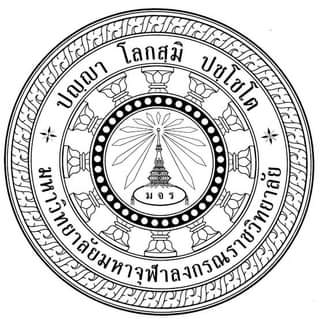 ปญฺญา โลกสฺมิ ปชฺโชโต
ม จ ร
มหาวิทยาลัยมหาจุฬาลงกรณราชวิทยาลัย